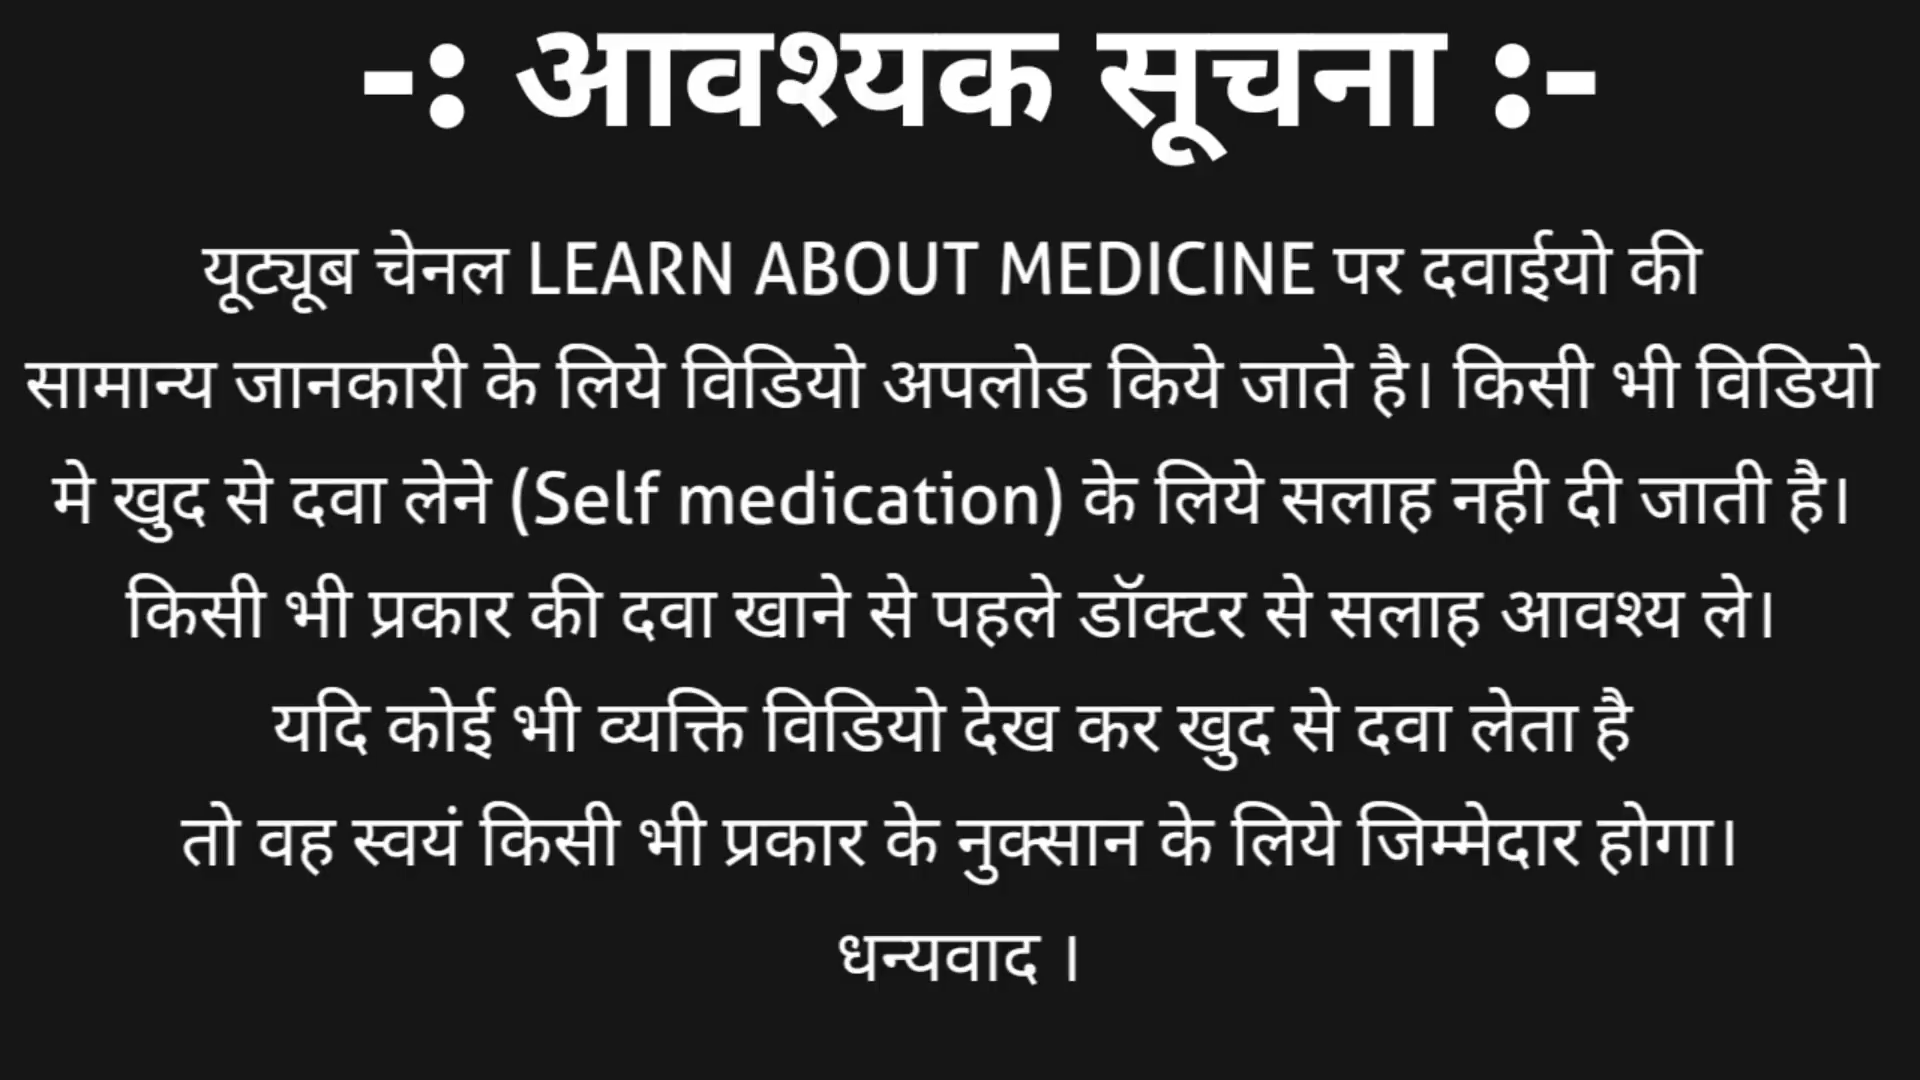 -: आवश्यक सूचना :-
यूट्यूब चेनल LEARN ABOUT MEDICINE पर दवाईयो की
सामान्य जानकारी के लिये विडियो अपलोड किये जाते है। किसी भी विडियो
मे खुद से दवा लेने (Self medication) के लिये सलाह नही दी जाती है।
किसी भी प्रकार की दवा खाने से पहले डॉक्टर से सलाह आवश्य ले।
यदि कोई भी व्यक्ति विडियो देख कर खुद से दवा लेता है
तो वह स्वयं किसी भी प्रकार के नुक्सान के लिये जिम्मेदार होगा।
धन्यवाद ।